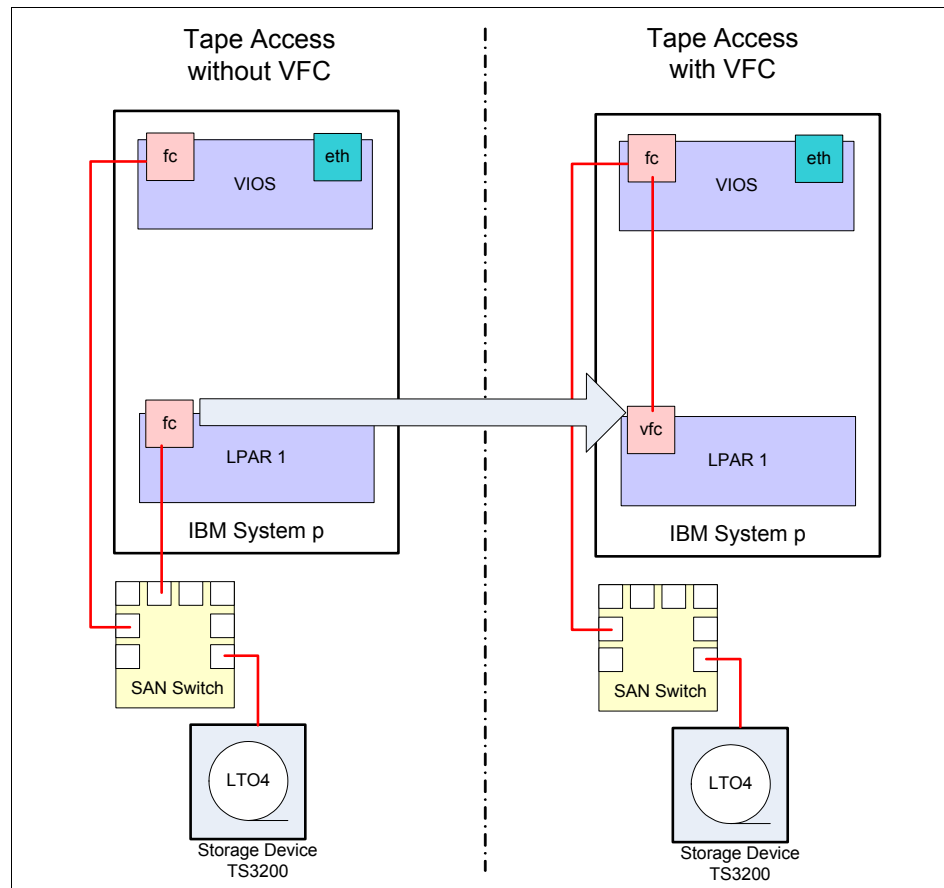 Tape Access
without VFC
fc
eth
VIOS
fc
LPAR 1
IBM System p
SAN Switch
LTO4
Storage Device
TS3200
Tape Access
with VFC
fc
eth
VIOS
vfc
LPAR 1
IBM System p
SAN Switch
LTO4
Storage Device
TS3200